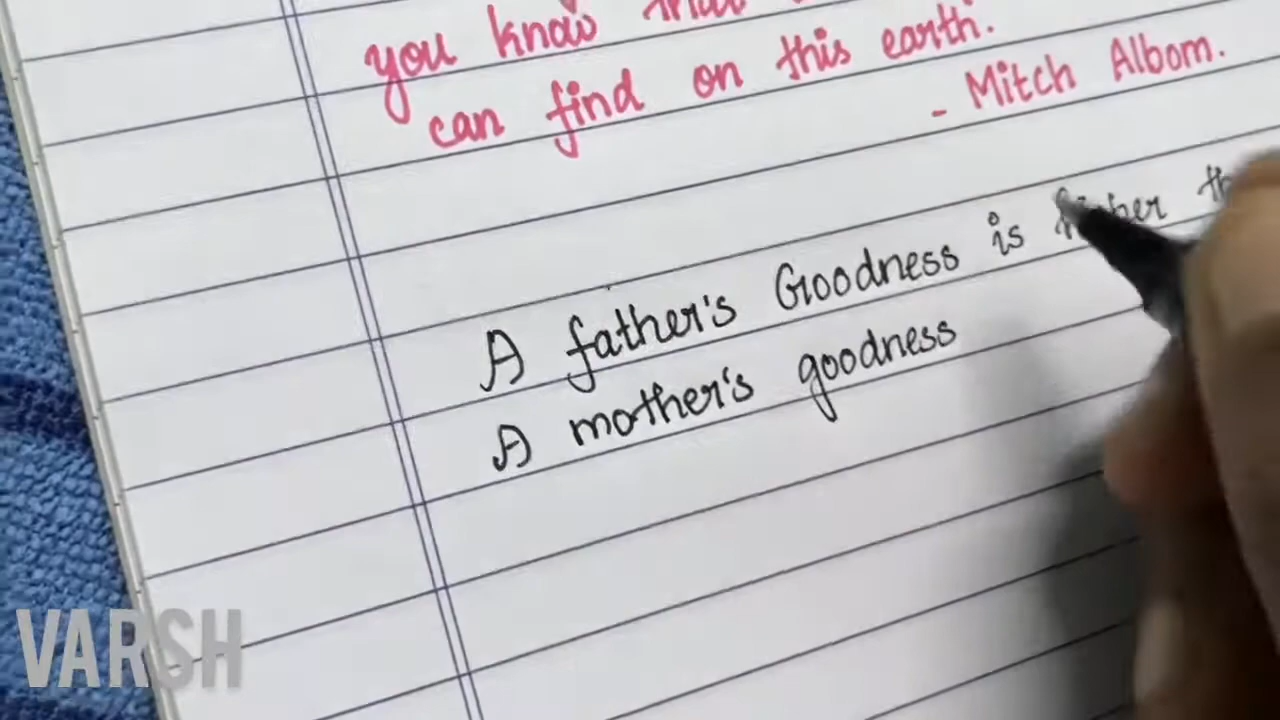 you know
can find on this earth.
- Mitch Albom.
A father's Goodness is
A mother's goodness
VARSH